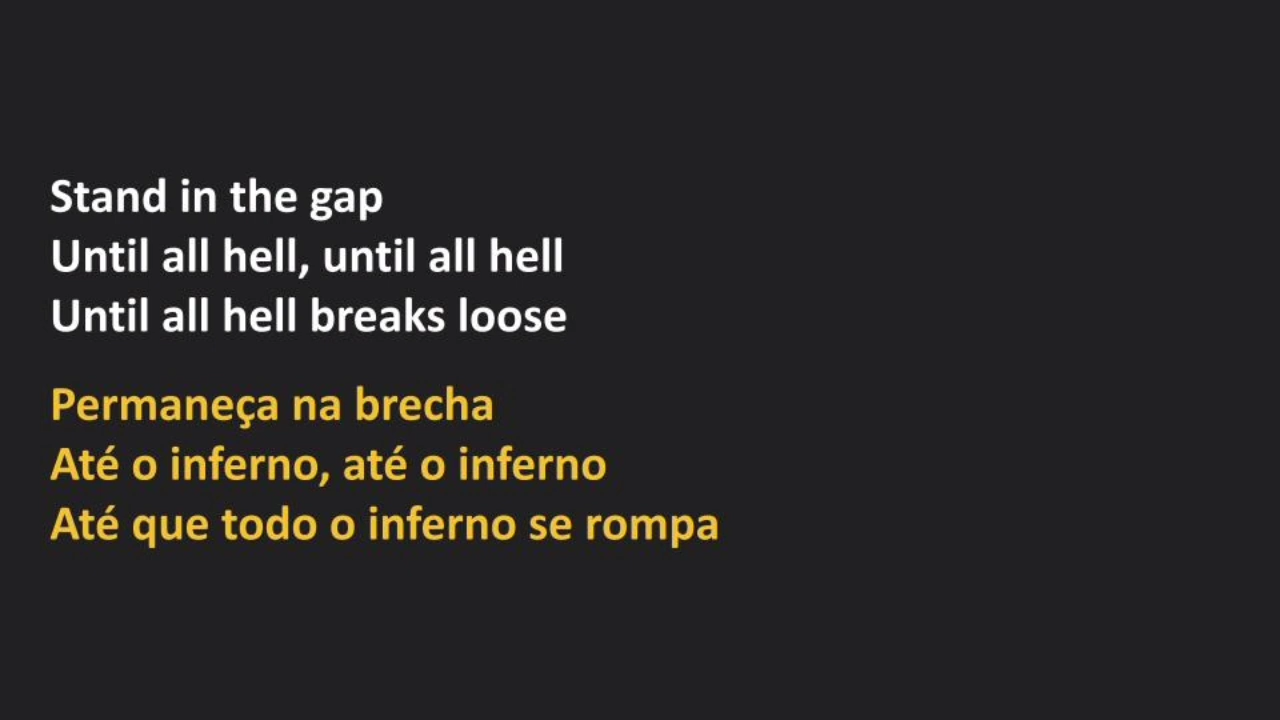 Stand in the gap
Until all hell, until all hell
Until all hell breaks loose
Permaneça na brecha
Até o inferno, até o inferno
Até que todo o inferno se rompa